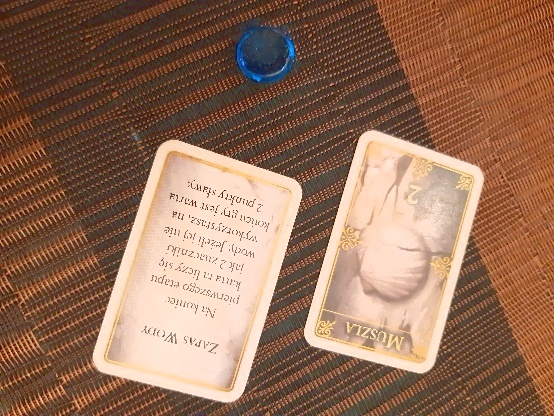 ZAPAS WODY
Na koniec
pierwszego etapu
karta ta liczy się
jak 2 znaczniki
wody. Jeżeli jej nie
wykorzystasz, na
końcu gry jest warta
2 punkty sławy.
MUSZLA
2